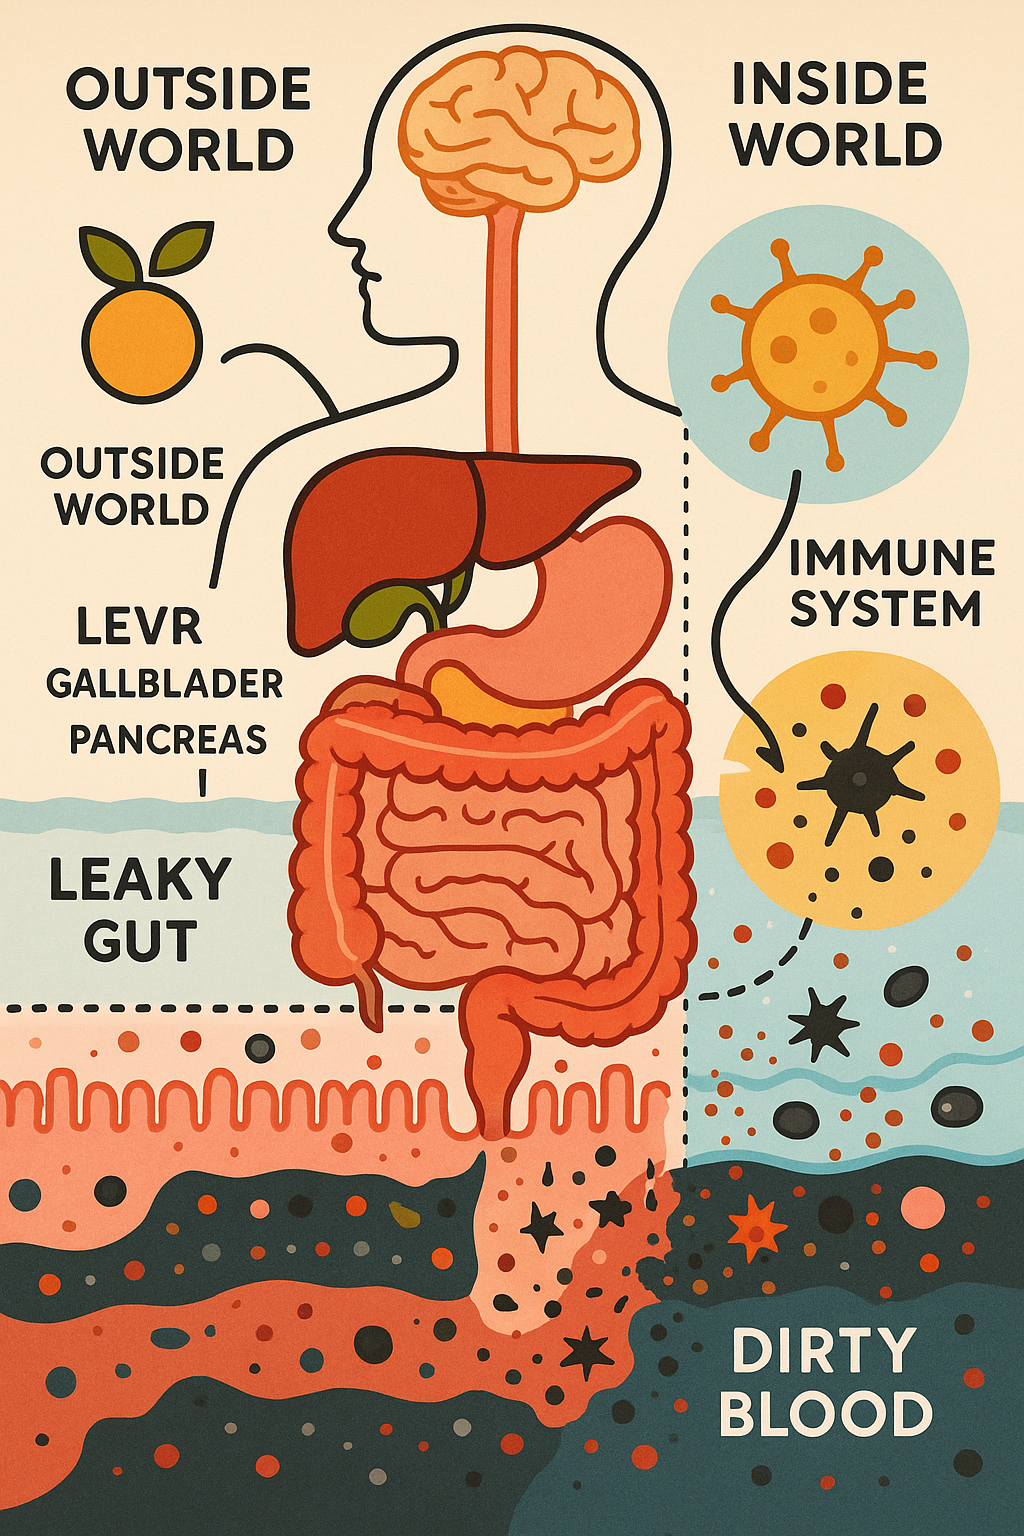 OUTSIDE
WORLD
INSIDE
WORLD
OUTSIDE
WORLD
IMMUNE
SYSTEM
LEVR
GALLBLADER
PANCREAS
LEAKY
GUT
DIRTY
BLOOD